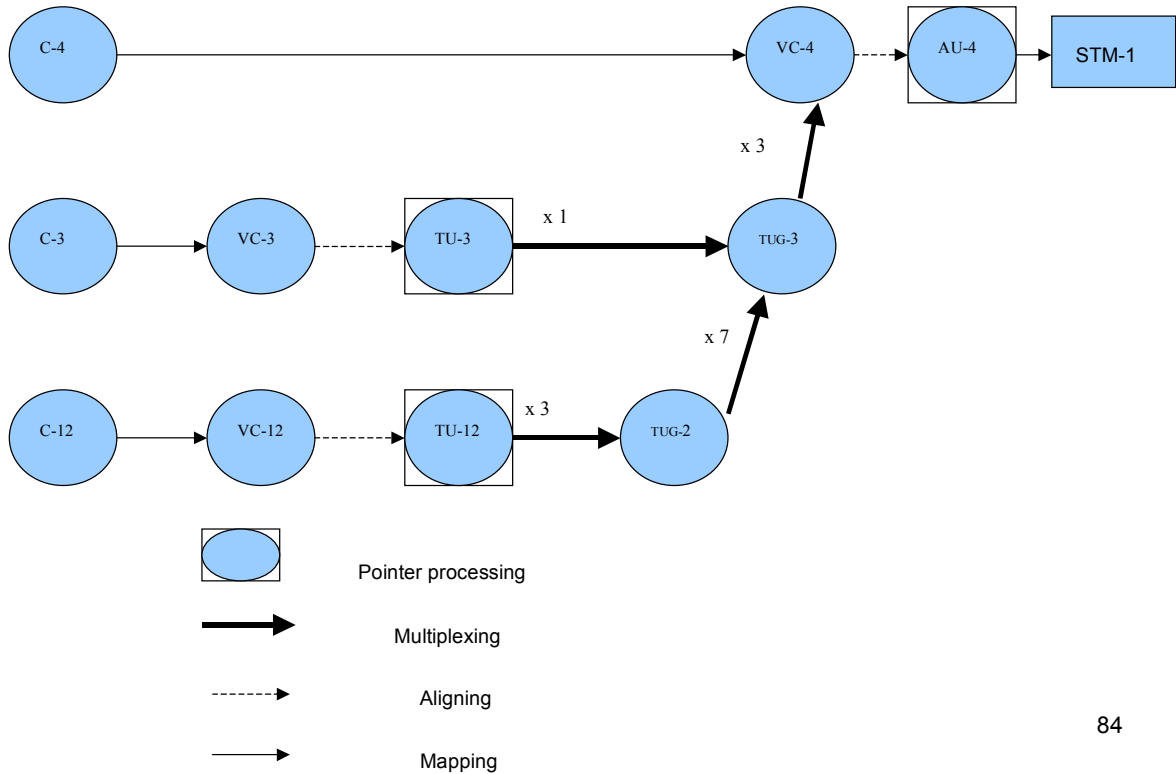 C-4
VC-4
AU-4
STM-1
x 3
C-3
VC-3
TU-3
x 1
TUG-3
x 7
C-12
VC-12
TU-12
x 3
TUG-2
Pointer processing
Multiplexing
Aligning
Mapping
84